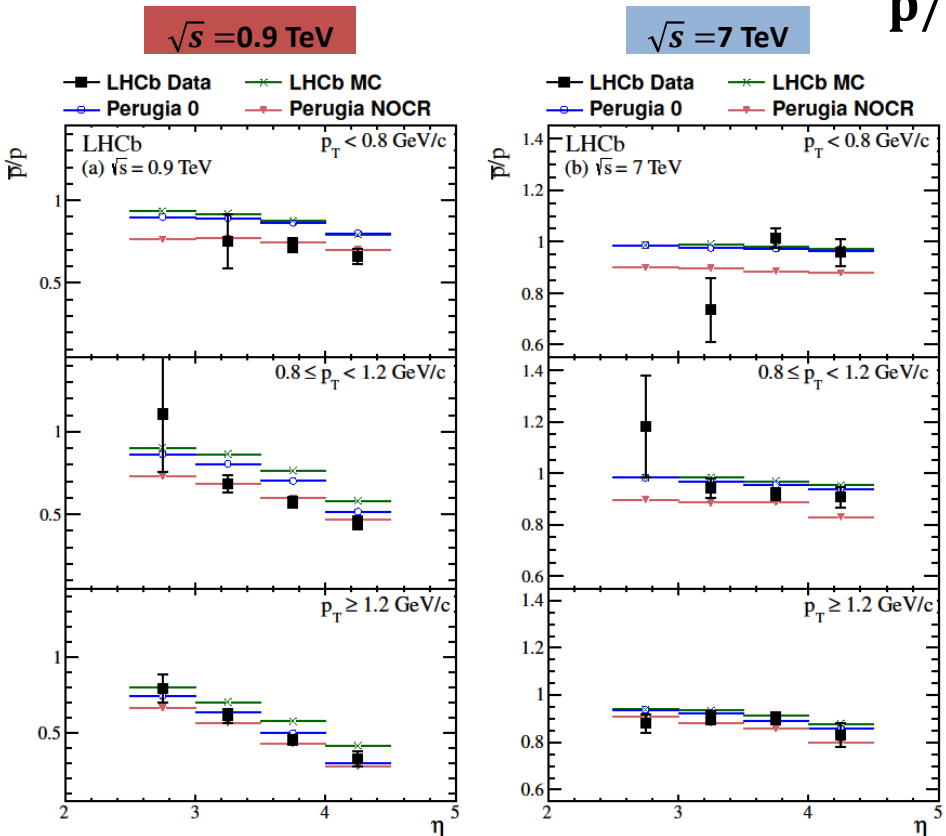 p/
√s =0.9 TeV
√s =7 TeV
LHCb Data
LHCb MC
Perugia 0
Perugia NOCR
LHCb Data
LHCb MC
Perugia 0
Perugia NOCR
p̅/p
LHCb
(a) √s = 0.9 TeV
p_T < 0.8 GeV/c
1
0.5
0.8 ≤ p_T < 1.2 GeV/c
1
0.5
p_T ≥ 1.2 GeV/c
1
0.5
2 3 4 5
η
p̅/p
LHCb
(b) √s = 7 TeV
p_T < 0.8 GeV/c
1.4
1.2
1
0.8
0.6
0.8 ≤ p_T < 1.2 GeV/c
1.4
1.2
1
0.8
0.6
p_T ≥ 1.2 GeV/c
1.4
1.2
1
0.8
0.6
2 3 4 5
η